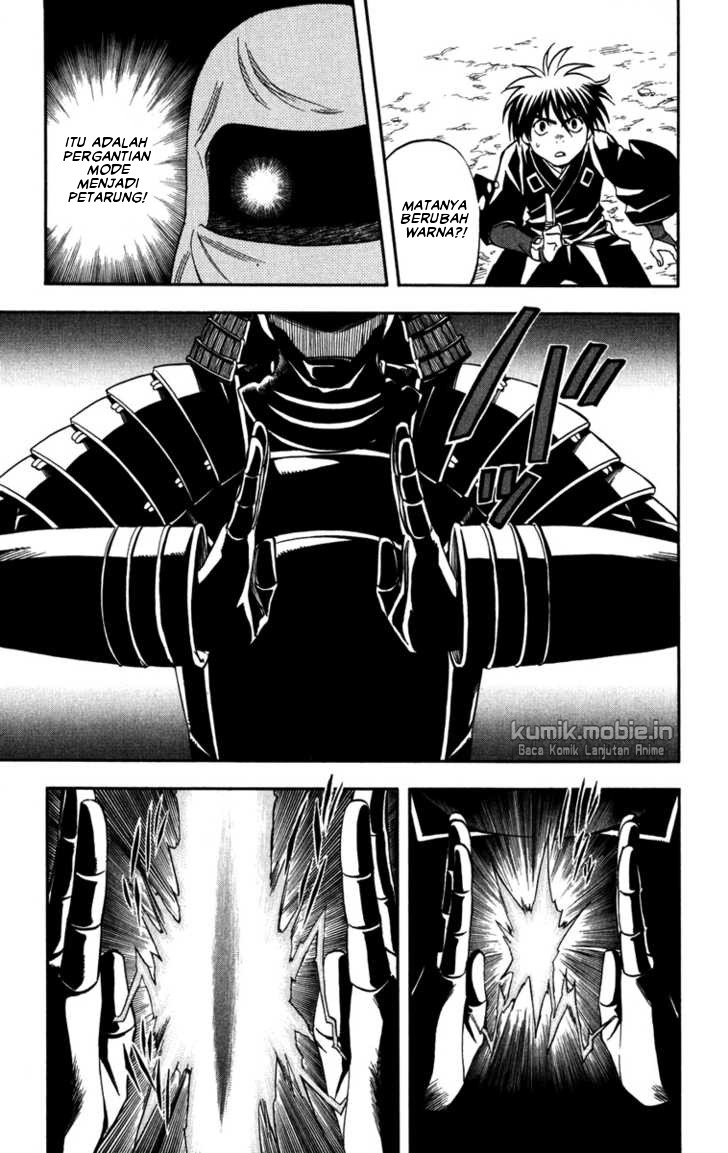 MATANYA
BERUBAH
WARNA?!
ITU ADALAH
PERGANTIAN
MODE
MENJADI
PETARUNG!
kumik.mobie.in
Baca Komik Lanjutan Anime